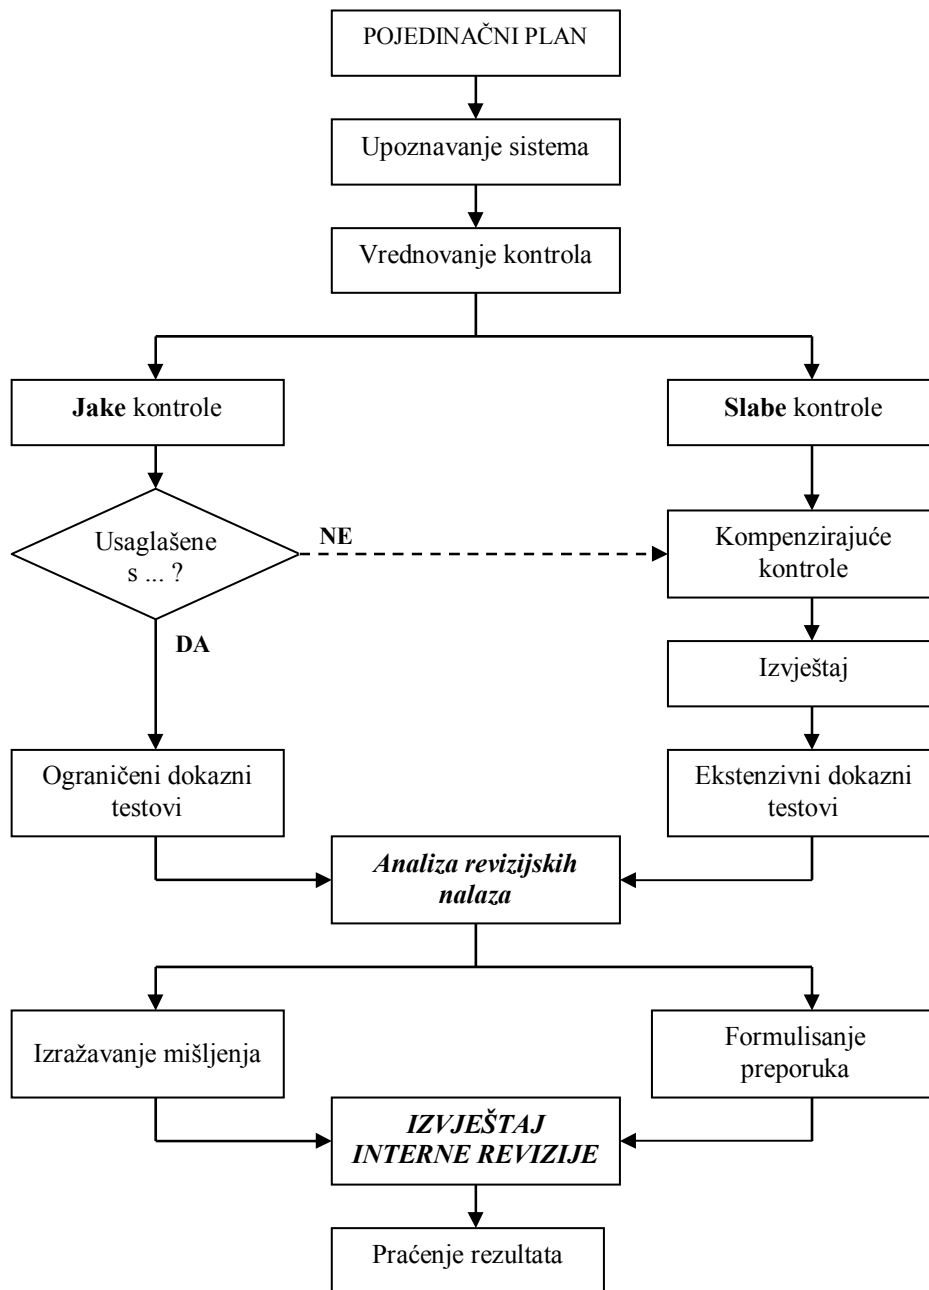 POJEDINAČNI PLAN
Upoznavanje sistema
Vrednovanje kontrola
Jake kontrole
Slabe kontrole
Usaglašene
s ... ?
NE
Kompenzirajuće
kontrole
DA
Izvještaj
Ograničeni dokazni
testovi
Ekstenzivni dokazni
testovi
Analiza revizijskih
nalaza
Izražavanje mišljenja
Formulisanje
preporuka
IZVJEŠTAJ
INTERNE REVIZIJE
Praćenje rezultata